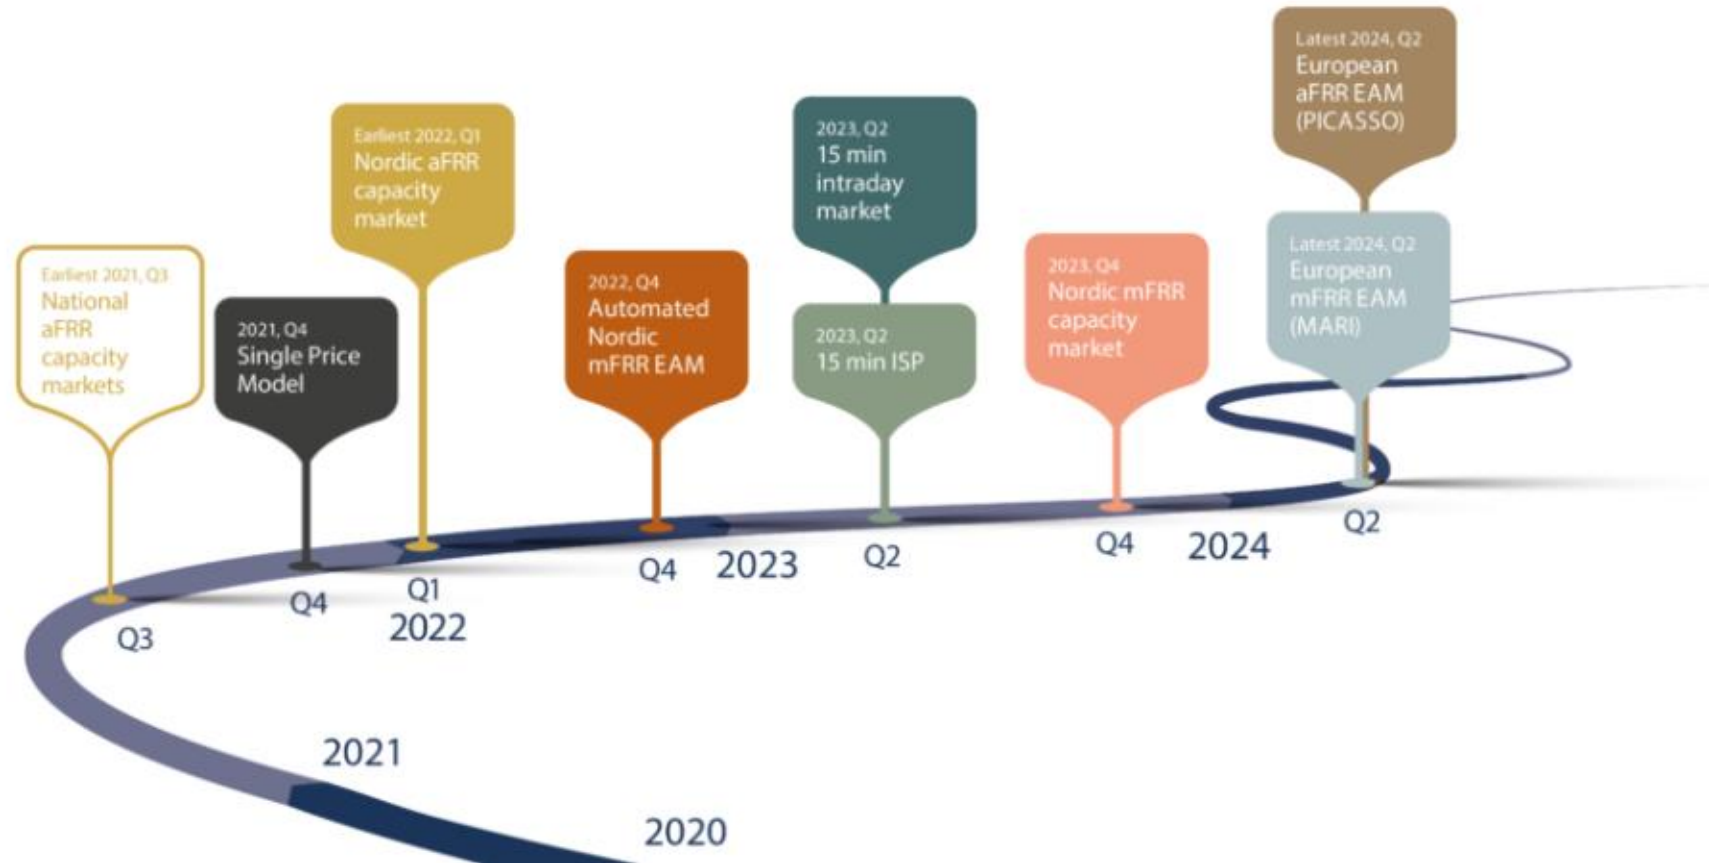 Earliest 2021, Q3
National
aFRR
capacity
markets
2021, Q4
Single Price
Model
Earliest 2022, Q1
Nordic aFRR
capacity
market
2022, Q4
Automated
Nordic
mFRR EAM
2023, Q2
15 min
intraday
market
2023, Q2
15 min ISP
2023, Q4
Nordic mFRR
capacity
market
Latest 2024, Q2
European
aFRR EAM
(PICASSO)
Latest 2024, Q2
European
mFRR EAM
(MARI)
Q3
Q4
Q1
2022
Q4
2023
Q2
Q4
2024
Q2
2021
2020